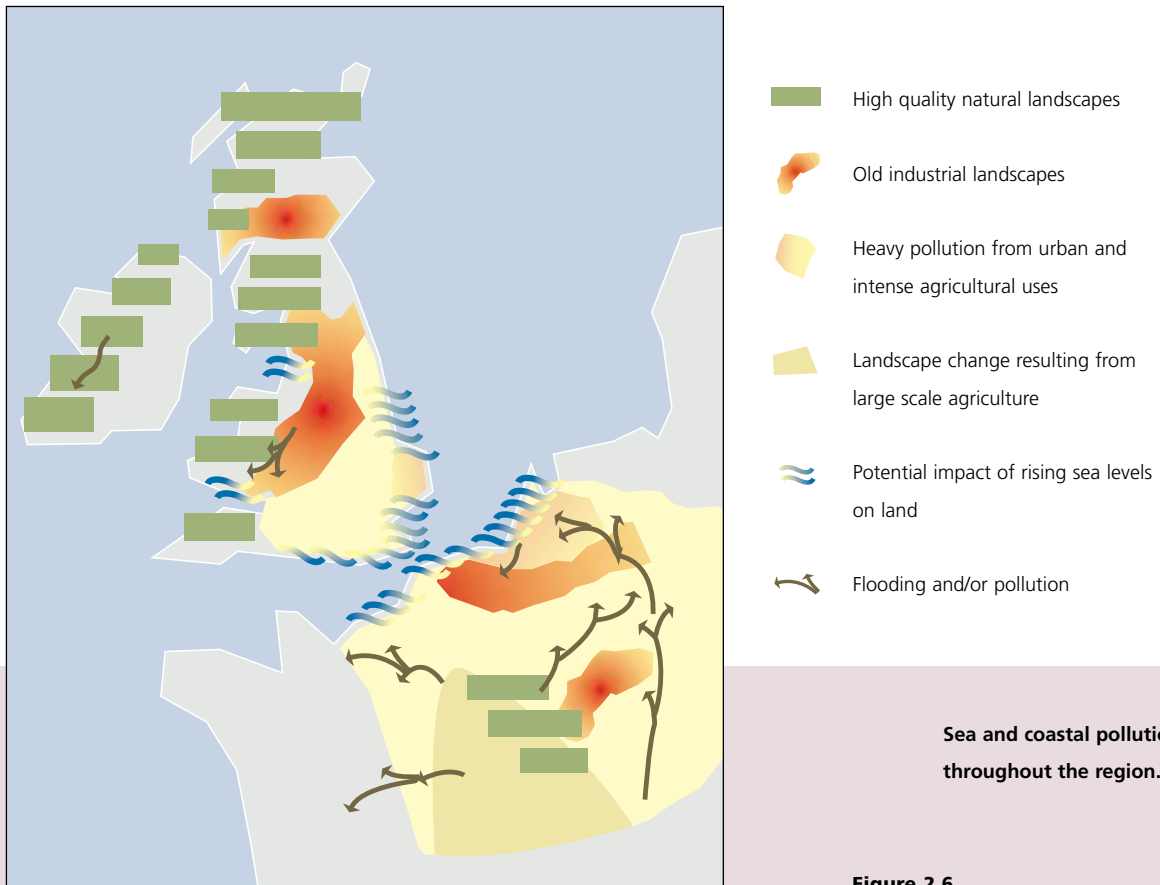 High quality natural landscapes
Old industrial landscapes
Heavy pollution from urban and
intense agricultural uses
Landscape change resulting from
large scale agriculture
Potential impact of rising sea levels
on land
Flooding and/or pollution
Sea and coastal
throughout the region.
Figure 2.6